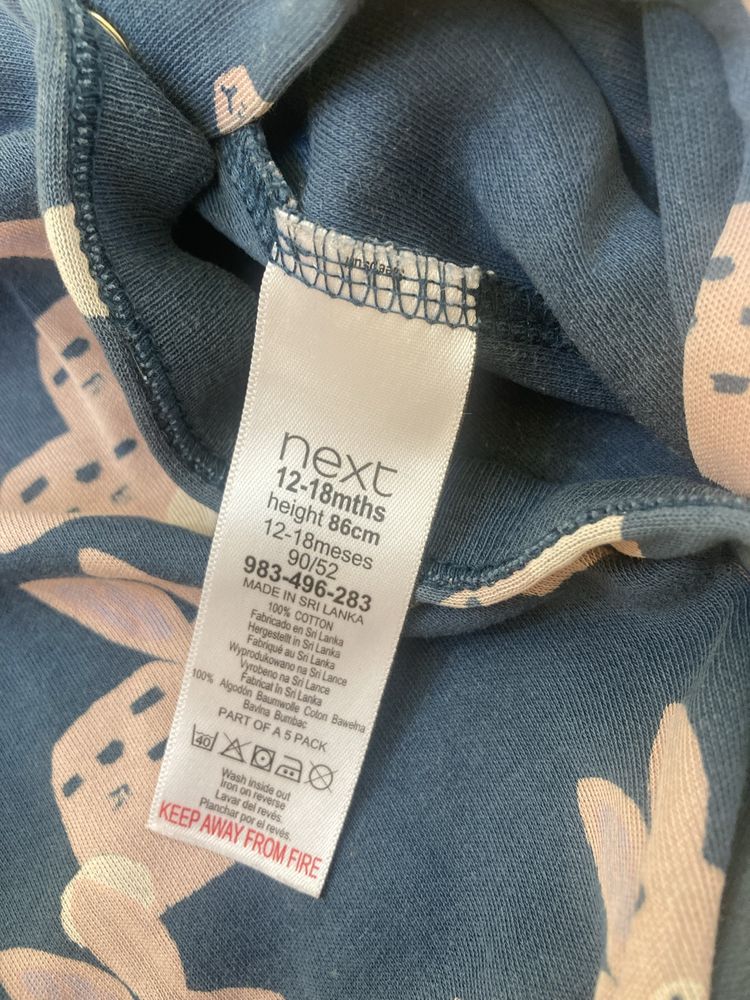 next
12-18mths
height 86cm
12-18meses
90/52
983-496-283
MADE IN SRI LANKA
100% COTTON
Fabricado en Sri Lanka
Hergestellt in Sri Lanka
Fabriqué au Sri Lanka
Wyprodukowano na Sri Lance
Vyrobeno na Sri Lance
Fabricat în Sri Lanka
100% Algodón Baumwolle Coton Bawełna
Bavlna Bumbac
PART OF A 5 PACK
40
Wash inside out
Iron on reverse
Lavar del revés.
Planchar por el revés.
KEEP AWAY FROM FIRE